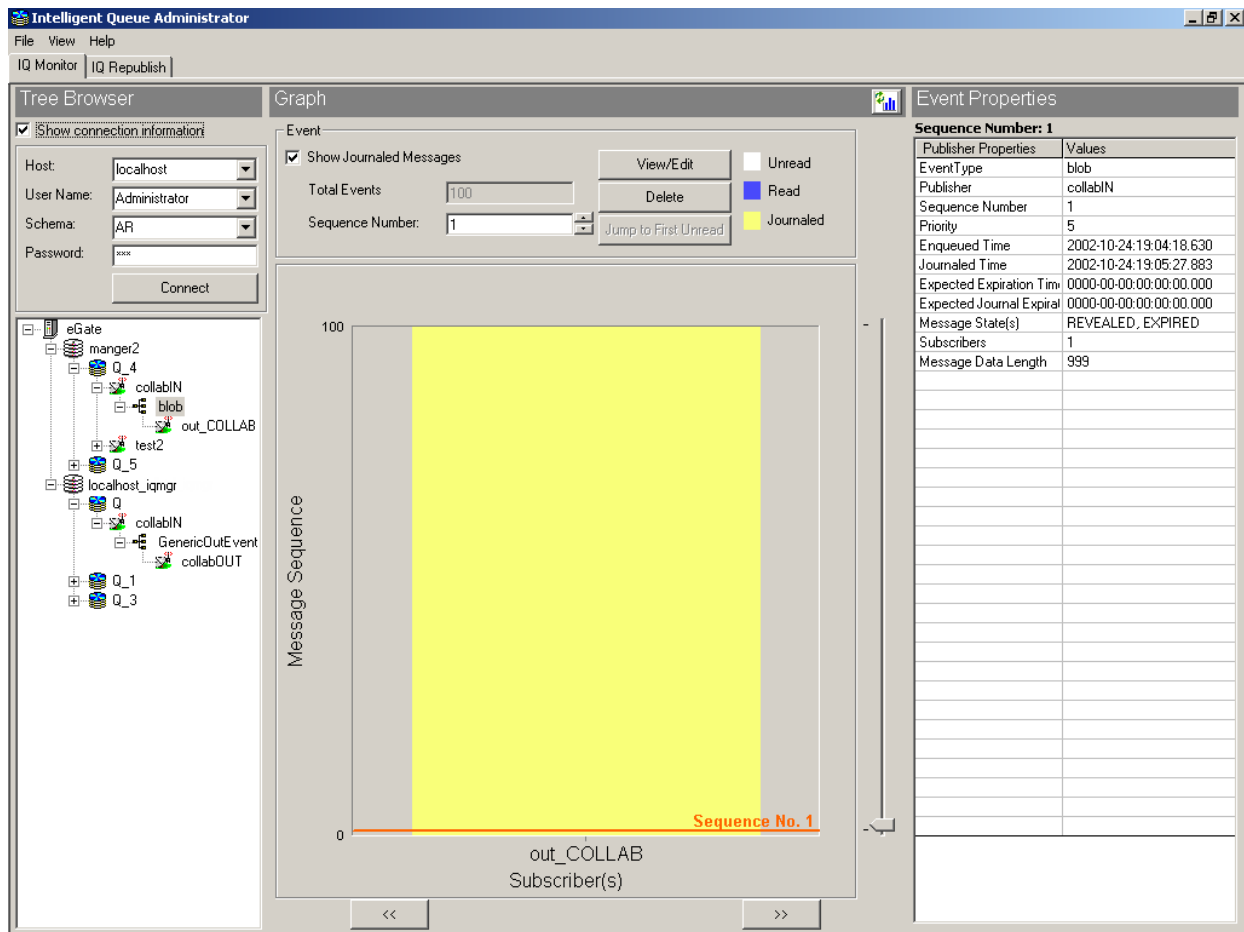 Intelligent Queue Administrator
File View Help
IQ Monitor IQ Republish
Tree Browser
Show connection information
Host: localhost
User Name: Administrator
Schema: AR
Password: xxx
Connect
eGate
manger2
Q_4
collabIN
blob
out_COLLAB
test2
Q_5
localhost_iqmgr
Q
collabIN
GenericOutEvent
collabOUT
Q_1
Q_3
Graph
Event
Show Journaled Messages
Total Events 100
Sequence Number: 1
View/Edit
Delete
Jump to First Unread
Unread
Read
Journaled
100
Message Sequence
Sequence No. 1
0
out_COLLAB
Subscriber(s)
<< >>
Event Properties
Sequence Number: 1
Publisher Properties Values
EventType blob
Publisher collabIN
Sequence Number 1
Priority 5
Enqueued Time 2002-10-24:19:04:18.630
Journaled Time 2002-10-24:19:05:27.883
Expected Expiration Tim 0000-00-00:00:00:00.000
Expected Journal Expirat 0000-00-00:00:00:00.000
Message State(s) REVEALED, EXPIRED
Subscribers 1
Message Data Length 999